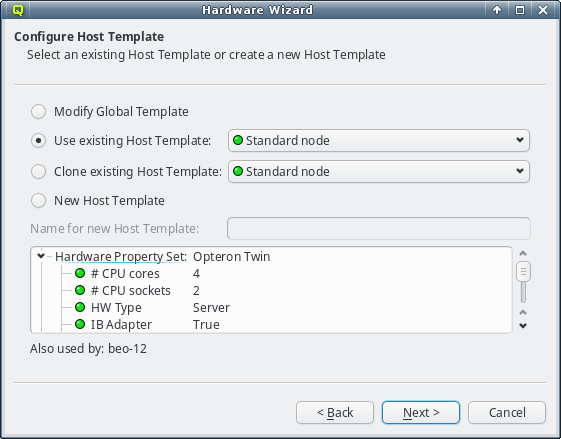 Hardware Wizard
Configure Host Template
Select an existing Host Template or create a new Host Template
Modify Global Template
Use existing Host Template: Standard node
Clone existing Host Template: Standard node
New Host Template
Name for new Host Template:
Hardware Property Set: Opteron Twin
# CPU cores 4
# CPU sockets 2
HW Type Server
IB Adapter True
Also used by: beo-12
< Back Next > Cancel